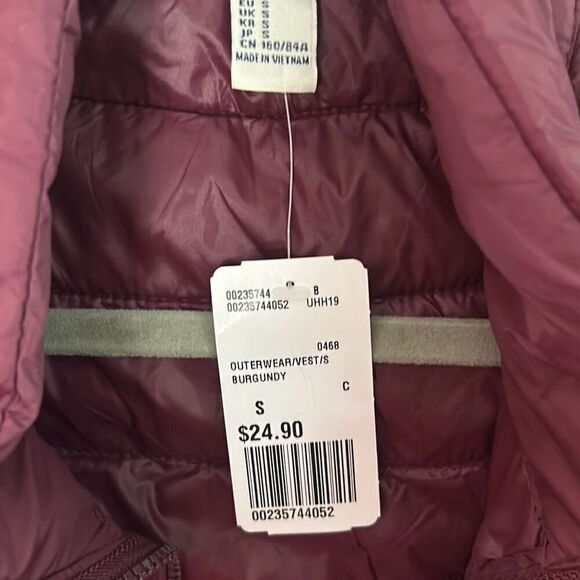 EU S
UK S
KR S
JP S
CN 160/84A
MADE IN VIETNAM
00235744 B
00235744052 UHH19
0468
OUTERWEAR/VEST/S
BURGUNDY
C
S
$24.90
00235744052